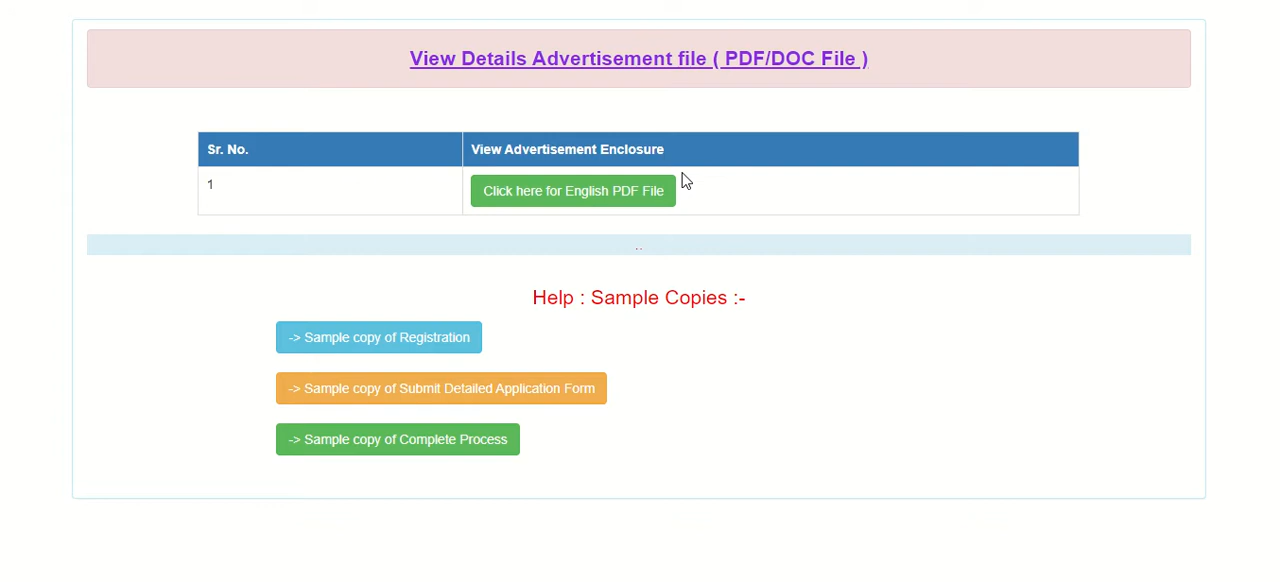 View Details Advertisement file ( PDF/DOC File )
Sr. No. View Advertisement Enclosure
1 Click here for English PDF File
..
Help : Sample Copies :-
-> Sample copy of Registration
-> Sample copy of Submit Detailed Application Form
-> Sample copy of Complete Process